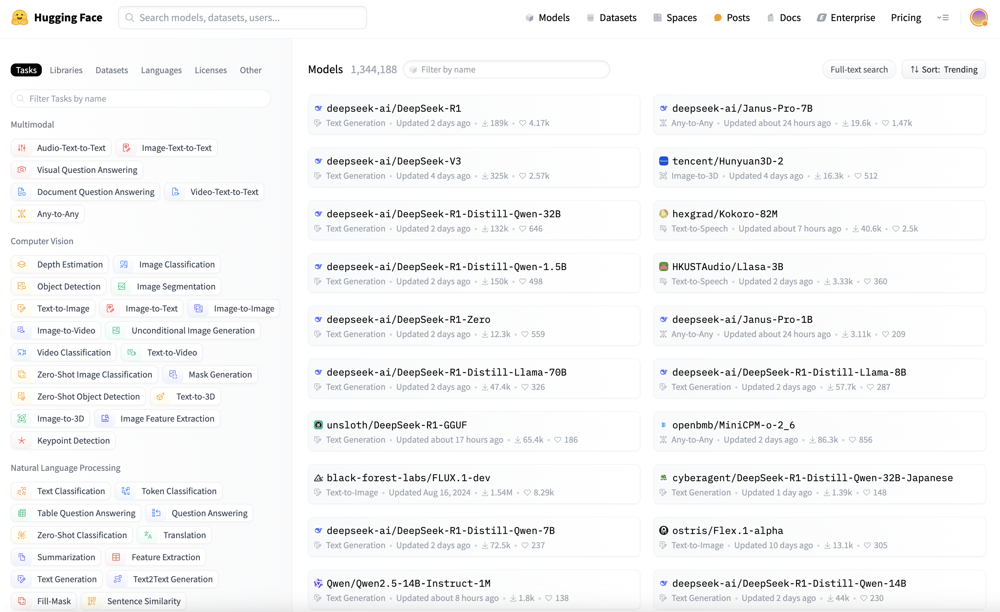 Hugging Face
Search models, datasets, users...
Models
Datasets
Spaces
Posts
Docs
Enterprise
Pricing
Tasks
Libraries
Datasets
Languages
Licenses
Other
Filter Tasks by name
Multimodal
Audio-Text-to-Text
Image-Text-to-Text
Visual Question Answering
Document Question Answering
Video-Text-to-Text
Any-to-Any
Computer Vision
Depth Estimation
Image Classification
Object Detection
Image Segmentation
Text-to-Image
Image-to-Text
Image-to-Image
Image-to-Video
Unconditional Image Generation
Video Classification
Text-to-Video
Zero-Shot Image Classification
Mask Generation
Zero-Shot Object Detection
Text-to-3D
Image-to-3D
Image Feature Extraction
Keypoint Detection
Natural Language Processing
Text Classification
Token Classification
Table Question Answering
Question Answering
Zero-Shot Classification
Translation
Summarization
Feature Extraction
Text Generation
Text2Text Generation
Fill-Mask
Sentence Similarity
Models 1,344,188
Filter by name
Full-text search
Sort: Trending
deepseek-ai/DeepSeek-R1
Text Generation • Updated 2 days ago • 189k • 4.17k
deepseek-ai/Janus-Pro-7B
Any-to-Any • Updated about 24 hours ago • 19.6k • 1.47k
deepseek-ai/DeepSeek-V3
Text Generation • Updated 4 days ago • 325k • 2.57k
tencent/Hunyuan3D-2
Image-to-3D • Updated 4 days ago • 16.3k • 512
deepseek-ai/DeepSeek-R1-Distill-Qwen-32B
Text Generation • Updated 2 days ago • 132k • 646
hexgrad/Kokoro-82M
Text-to-Speech • Updated about 7 hours ago • 40.6k • 2.5k
deepseek-ai/DeepSeek-R1-Distill-Qwen-1.5B
Text Generation • Updated 2 days ago • 150k • 498
HKUSTAudio/Llasa-3B
Text-to-Speech • Updated 2 days ago • 3.33k • 360
deepseek-ai/DeepSeek-R1-Zero
Text Generation • Updated 2 days ago • 12.3k • 559
deepseek-ai/Janus-Pro-1B
Any-to-Any • Updated about 24 hours ago • 3.11k • 209
deepseek-ai/DeepSeek-R1-Distill-Llama-70B
Text Generation • Updated 2 days ago • 47.4k • 326
deepseek-ai/DeepSeek-R1-Distill-Llama-8B
Text Generation • Updated 2 days ago • 57.7k • 287
unsloth/DeepSeek-R1-GGUF
Text Generation • Updated about 17 hours ago • 65.4k • 186
openbmb/MiniCPM-o-2_6
Any-to-Any • Updated 2 days ago • 86.3k • 856
black-forest-labs/FLUX.1-dev
Text-to-Image • Updated Aug 16, 2024 • 1.54M • 8.29k
cyberagent/DeepSeek-R1-Distill-Qwen-32B-Japanese
Text Generation • Updated 1 day ago • 1.39k • 148
deepseek-ai/DeepSeek-R1-Distill-Qwen-7B
Text Generation • Updated 2 days ago • 72.5k • 237
ostris/Flex.1-alpha
Text-to-Image • Updated 10 days ago • 13.1k • 305
Qwen/Qwen2.5-14B-Instruct-1M
Text Generation • Updated about 8 hours ago • 1.8k • 138
deepseek-ai/DeepSeek-R1-Distill-Qwen-14B
Text Generation • Updated 2 days ago • 44k • 230